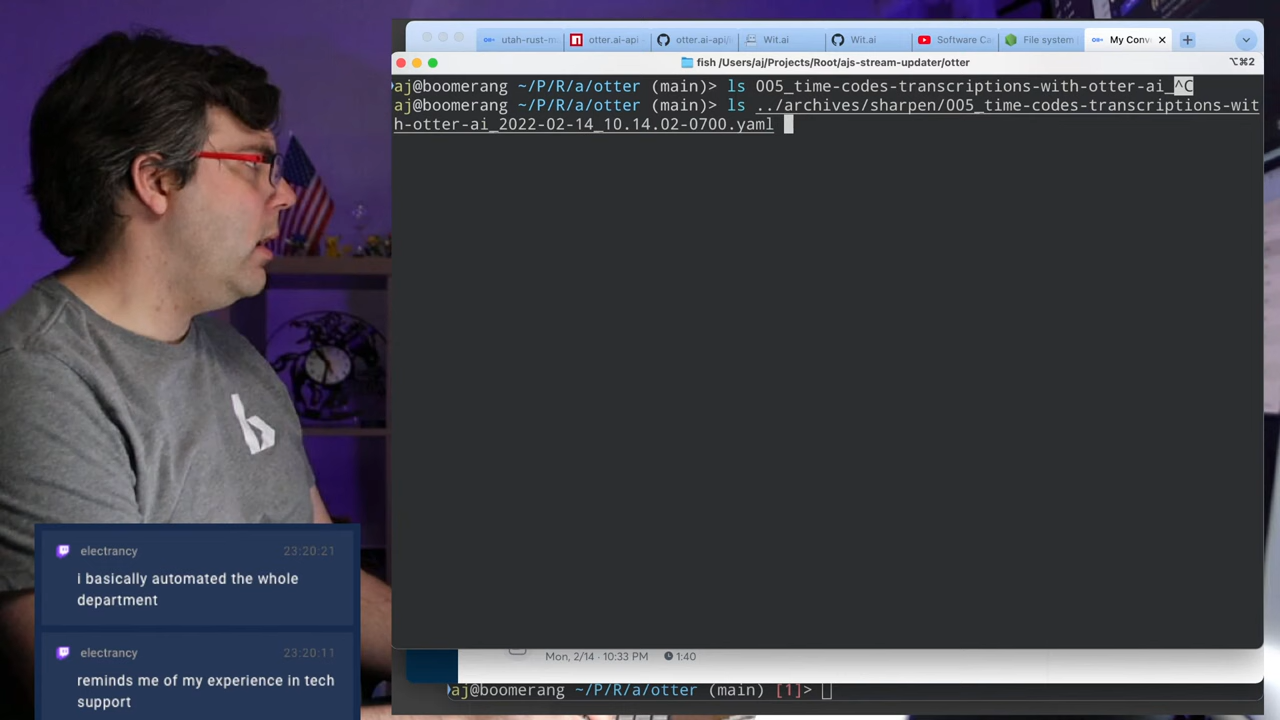 utah-rust-m
otter.ai-api
otter.ai-api/
Wit.ai
Wit.ai
Software Ca
File system
My Conv
fish /Users/aj/Projects/Root/ajs-stream-updater/otter
⌥⌘2
aj@boomerang ~/P/R/a/otter (main)> ls 005_time-codes-transcriptions-with-otter-ai_^C
aj@boomerang ~/P/R/a/otter (main)> ls ../archives/sharpen/005_time-codes-transcriptions-wit
h-otter-ai_2022-02-14_10.14.02-0700.yaml
electrancy 23:20:21
i basically automated the whole
department
electrancy 23:20:11
reminds me of my experience in tech
support
Mon, 2/14 · 10:33 PM 1:40
aj@boomerang ~/P/R/a/otter (main) [1]>